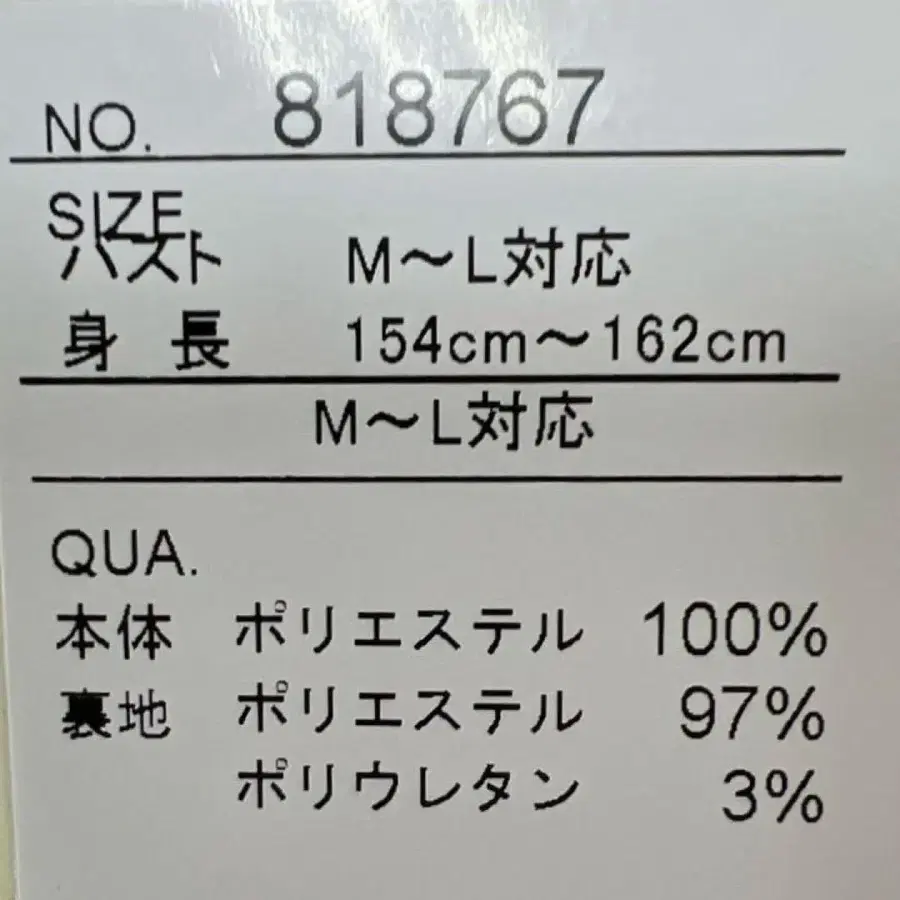 NO. 818767
SIZE
バスト M～L対応
身 長 154cm～162cm
M～L対応
QUA.
本体 ポリエステル 100%
裏地 ポリエステル 97%
ポリウレタン 3%